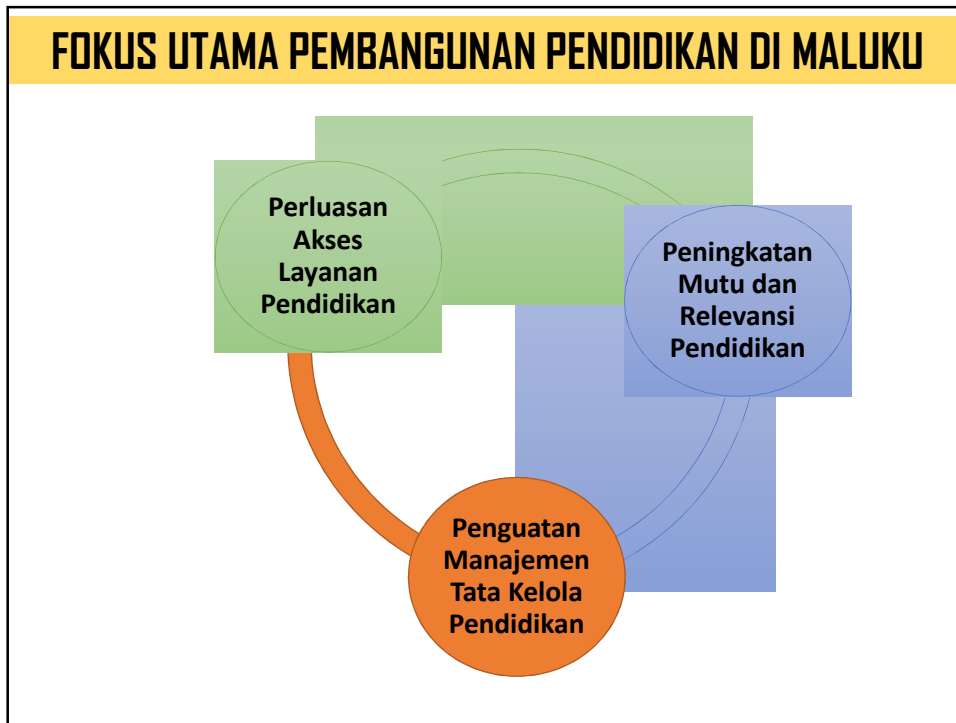 FOKUS UTAMA PEMBANGUNAN PENDIDIKAN DI MALUKU
Perluasan
Akses
Layanan
Pendidikan
Peningkatan
Mutu dan
Relevansi
Pendidikan
Penguatan
Manajemen
Tata Kelola
Pendidikan